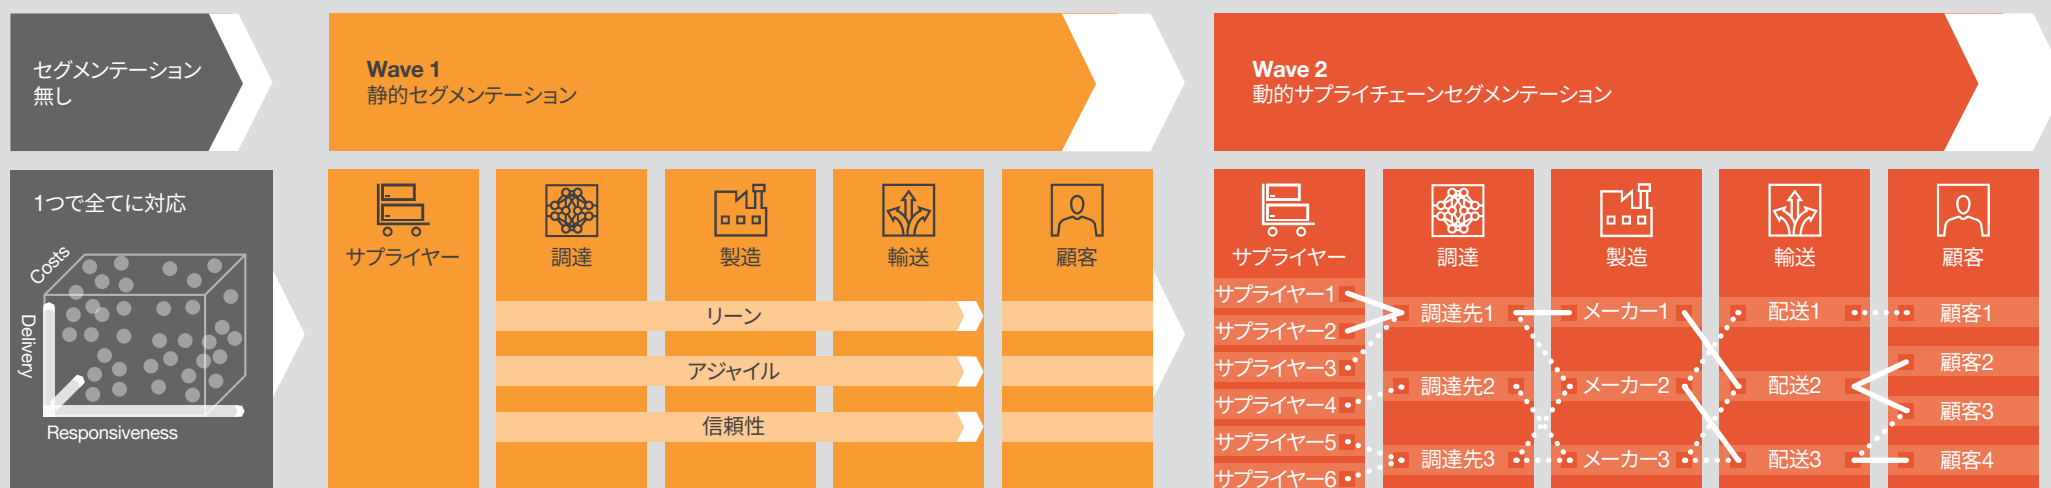 セグメンテーション
無し
1つで全てに対応
Costs
Delivery
Responsiveness
Wave 1
静的セグメンテーション
サプライヤー
調達
製造
輸送
顧客
リーン
アジャイル
信頼性
Wave 2
動的サプライチェーンセグメンテーション
サプライヤー
調達
製造
輸送
顧客
サプライヤー1
サプライヤー2
サプライヤー3
サプライヤー4
サプライヤー5
サプライヤー6
調達先1
調達先2
調達先3
メーカー1
メーカー2
メーカー3
配送1
配送2
配送3
顧客1
顧客2
顧客3
顧客4